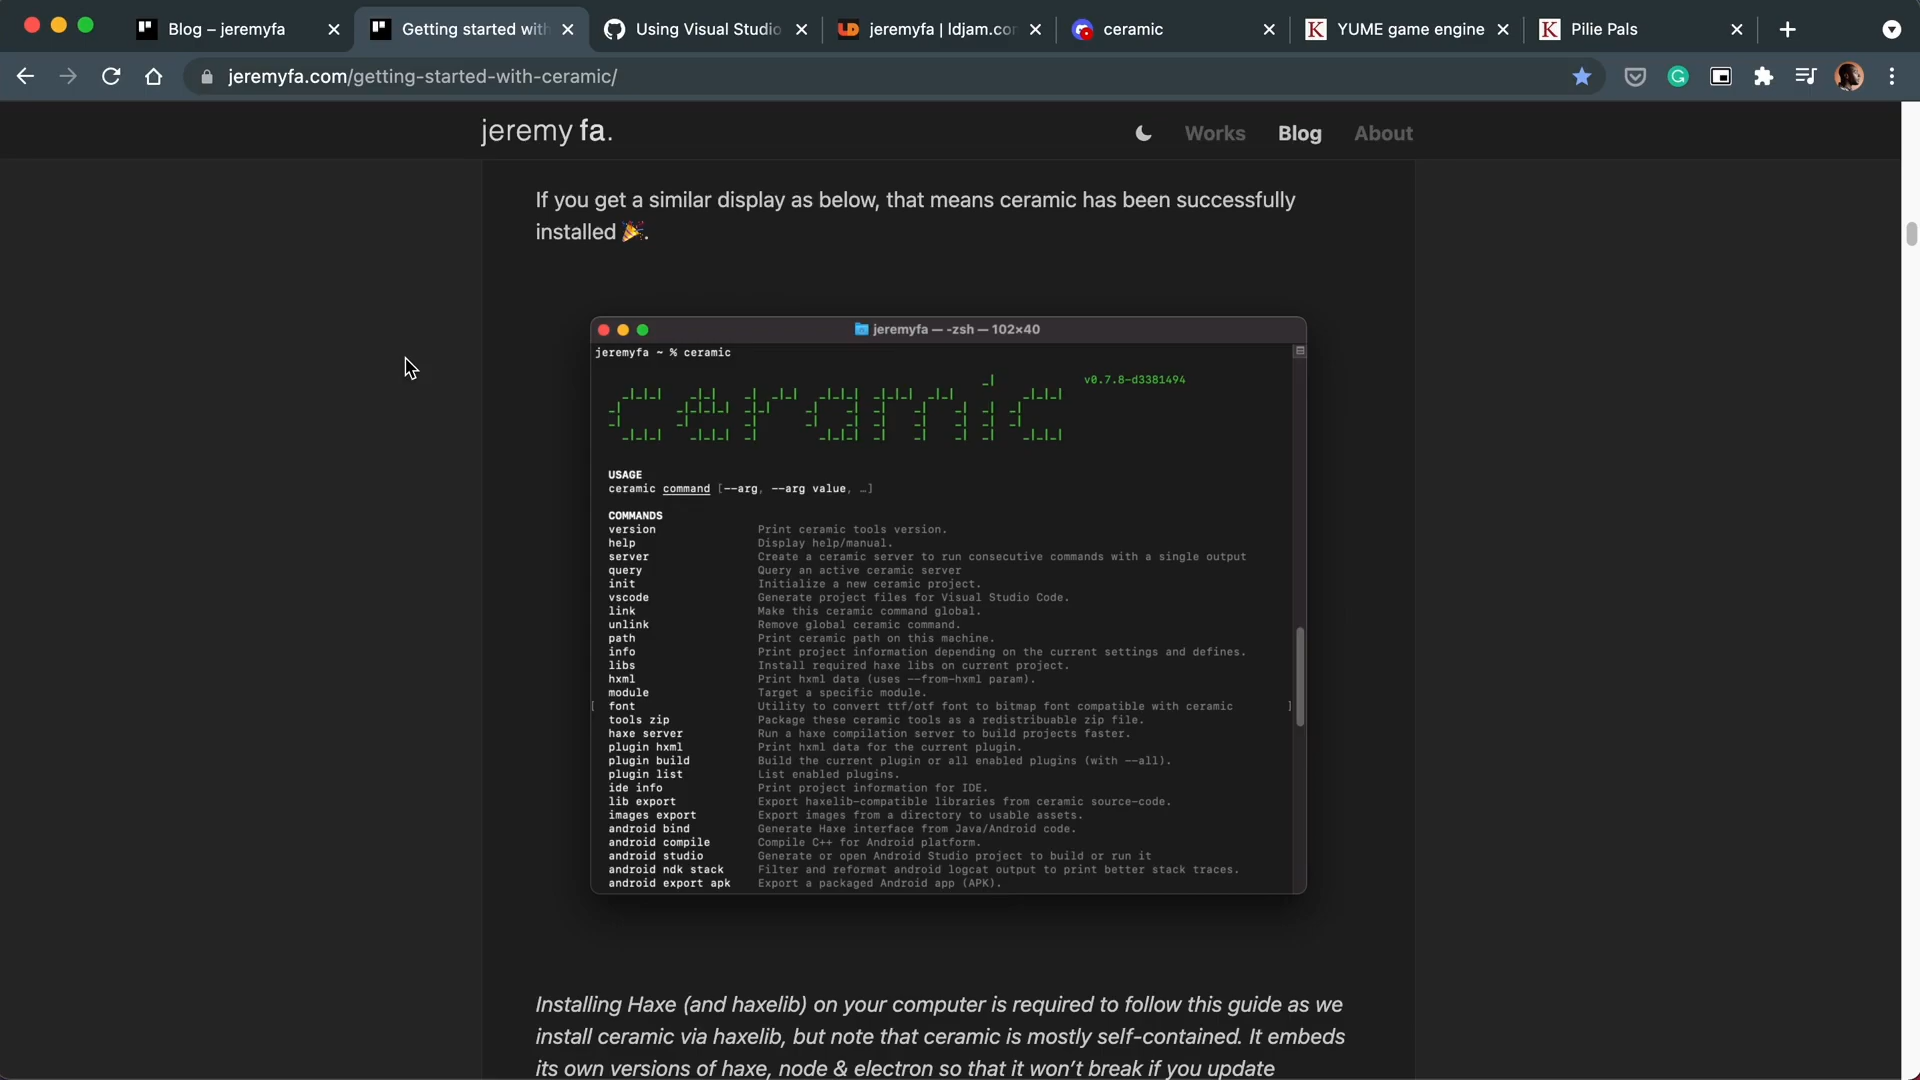 Blog – jeremyfa
Getting started with
Using Visual Studio
jeremyfa | ldjam.com
ceramic
YUME game engine
Pilie Pals
jeremyfa.com/getting-started-with-ceramic/
jeremy fa.
Works
Blog
About
If you get a similar display as below, that means ceramic has been successfully
installed 🎉.
jeremyfa — -zsh — 102×40
jeremyfa ~ % ceramic
ceramic
v0.7.8-d3381494
USAGE
ceramic command [--arg, --arg value, …]
COMMANDS
version Print ceramic tools version.
help Display help/manual.
server Create a ceramic server to run consecutive commands with a single output
query Query an active ceramic server
init Initialize a new ceramic project.
vscode Generate project files for Visual Studio Code.
link Make this ceramic command global.
unlink Remove global ceramic command.
path Print ceramic path on this machine.
info Print project information depending on the current settings and defines.
libs Install required haxe libs on current project.
hxml Print hxml data (uses --from-hxml param).
module Target a specific module.
[ font Utility to convert ttf/otf font to bitmap font compatible with ceramic ]
tools zip Package these ceramic tools as a redistribuable zip file.
haxe server Run a haxe compilation server to build projects faster.
plugin hxml Print hxml data for the current plugin.
plugin build Build the current plugin or all enabled plugins (with --all).
plugin list List enabled plugins.
ide info Print project information for IDE.
lib export Export haxelib-compatible libraries from ceramic source-code.
images export Export images from a directory to usable assets.
android bind Generate Haxe interface from Java/Android code.
android compile Compile C++ for Android platform.
android studio Generate or open Android Studio project to build or run it
android ndk stack Filter and reformat android logcat output to print better stack traces.
android export apk Export a packaged Android app (APK).
Installing Haxe (and haxelib) on your computer is required to follow this guide as we
install ceramic via haxelib, but note that ceramic is mostly self-contained. It embeds
its own versions of haxe, node & electron so that it won't break if you update